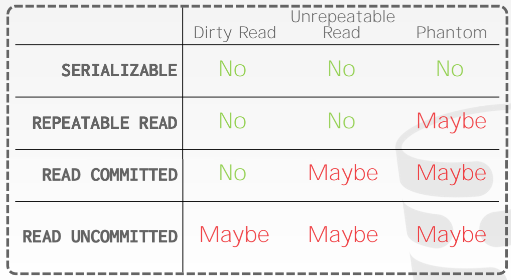 Dirty Read Unrepeatable Read Phantom
SERIALIZABLE No No No
REPEATABLE READ No No Maybe
READ COMMITTED No Maybe Maybe
READ UNCOMMITTED Maybe Maybe Maybe